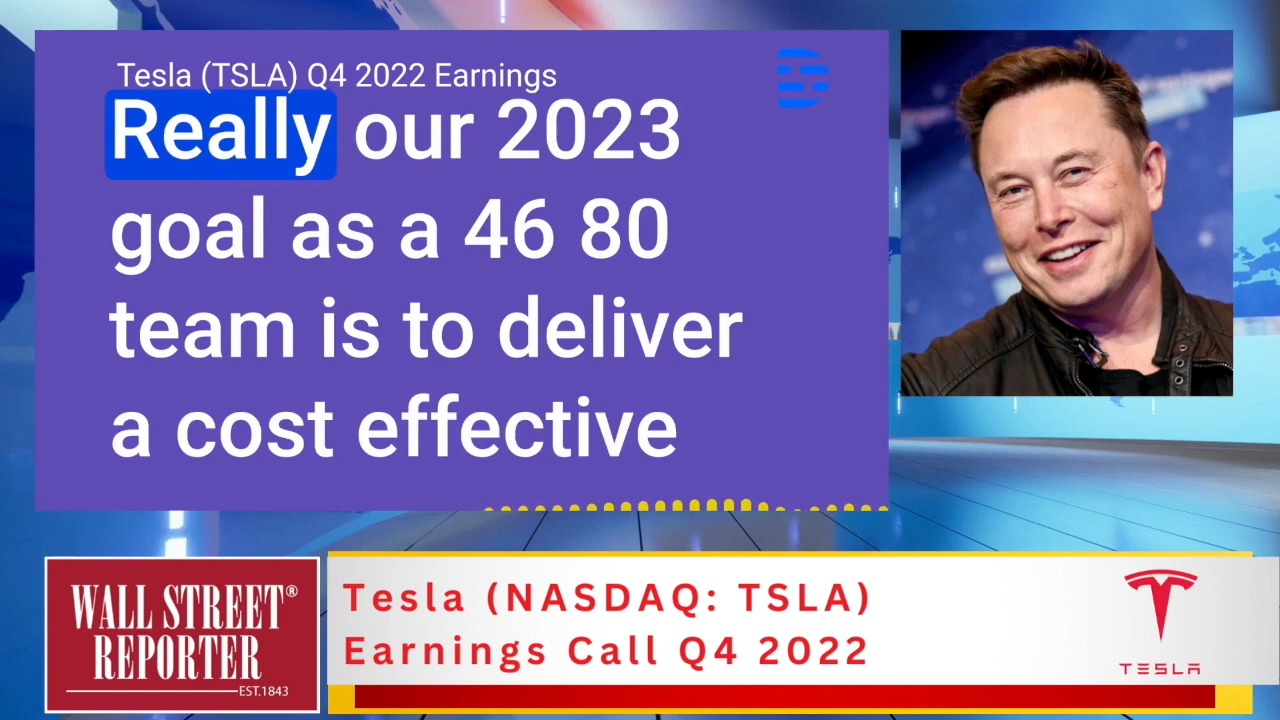 Tesla (TSLA) Q4 2022 Earnings
Really our 2023
goal as a 46 80
team is to deliver
a cost effective
WALL STREET®
REPORTER
EST.1843
Tesla (NASDAQ: TSLA)
Earnings Call Q4 2022
TESLA